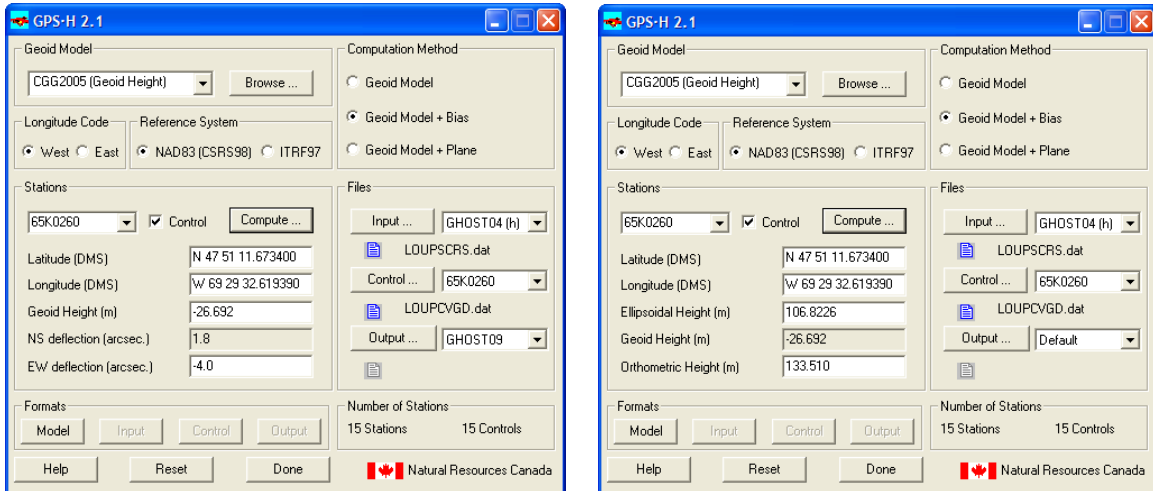 GPS·H 2.1
Geoid Model
CGG2005 (Geoid Height)
Browse ...
Computation Method
Geoid Model
Geoid Model + Bias
Geoid Model + Plane
Longitude Code
West
East
Reference System
NAD83 (CSRS98)
ITRF97
Stations
65K0260
Control
Compute ...
Latitude (DMS)
N 47 51 11.673400
Longitude (DMS)
W 69 29 32.619390
Geoid Height (m)
-26.692
NS deflection (arcsec.)
1.8
EW deflection (arcsec.)
-4.0
Files
Input ...
GHOST04 (h)
LOUPSCRS.dat
Control ...
65K0260
LOUPCVGD.dat
Output ...
GHOST09
Formats
Model
Input
Control
Output
Number of Stations
15 Stations
15 Controls
Help
Reset
Done
Natural Resources Canada
GPS·H 2.1
Geoid Model
CGG2005 (Geoid Height)
Browse ...
Computation Method
Geoid Model
Geoid Model + Bias
Geoid Model + Plane
Longitude Code
West
East
Reference System
NAD83 (CSRS98)
ITRF97
Stations
65K0260
Control
Compute ...
Latitude (DMS)
N 47 51 11.673400
Longitude (DMS)
W 69 29 32.619390
Ellipsoidal Height (m)
106.8226
Geoid Height (m)
-26.692
Orthometric Height (m)
133.510
Files
Input ...
GHOST04 (h)
LOUPSCRS.dat
Control ...
65K0260
LOUPCVGD.dat
Output ...
Default
Formats
Model
Input
Control
Output
Number of Stations
15 Stations
15 Controls
Help
Reset
Done
Natural Resources Canada